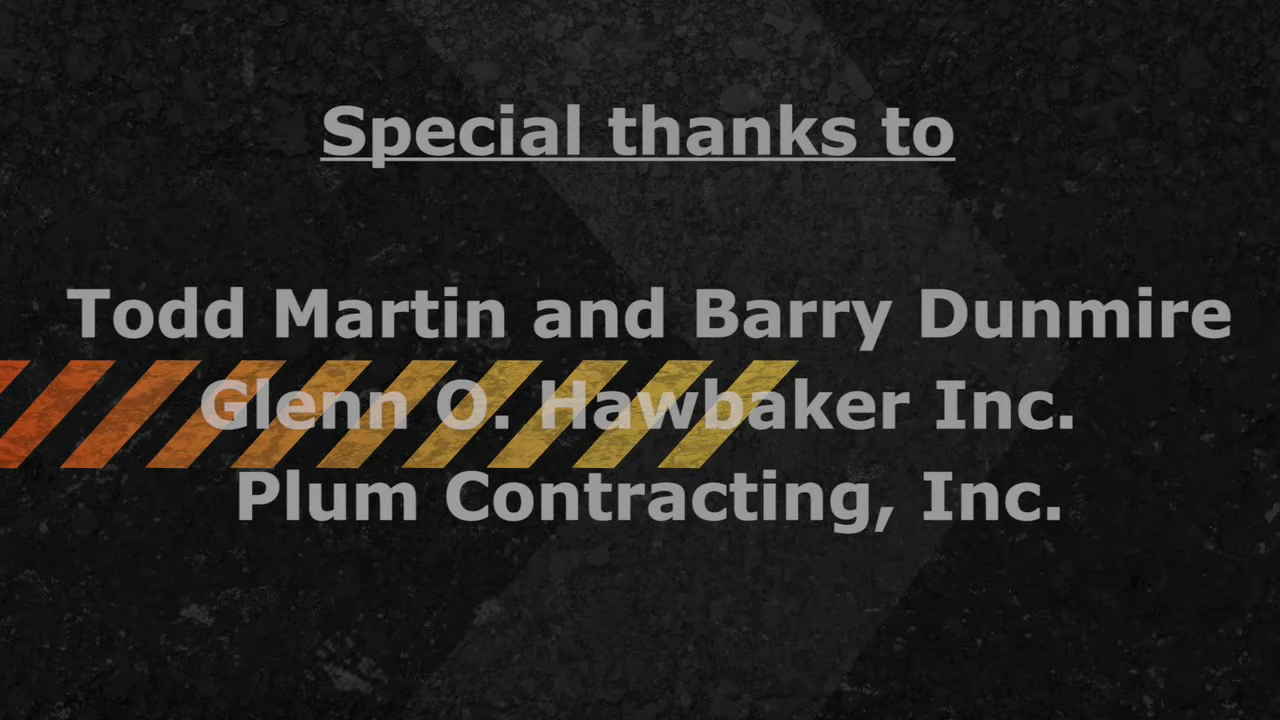 Special thanks to
Todd Martin and Barry Dunmire
Glenn O. Hawbaker Inc.
Plum Contracting, Inc.